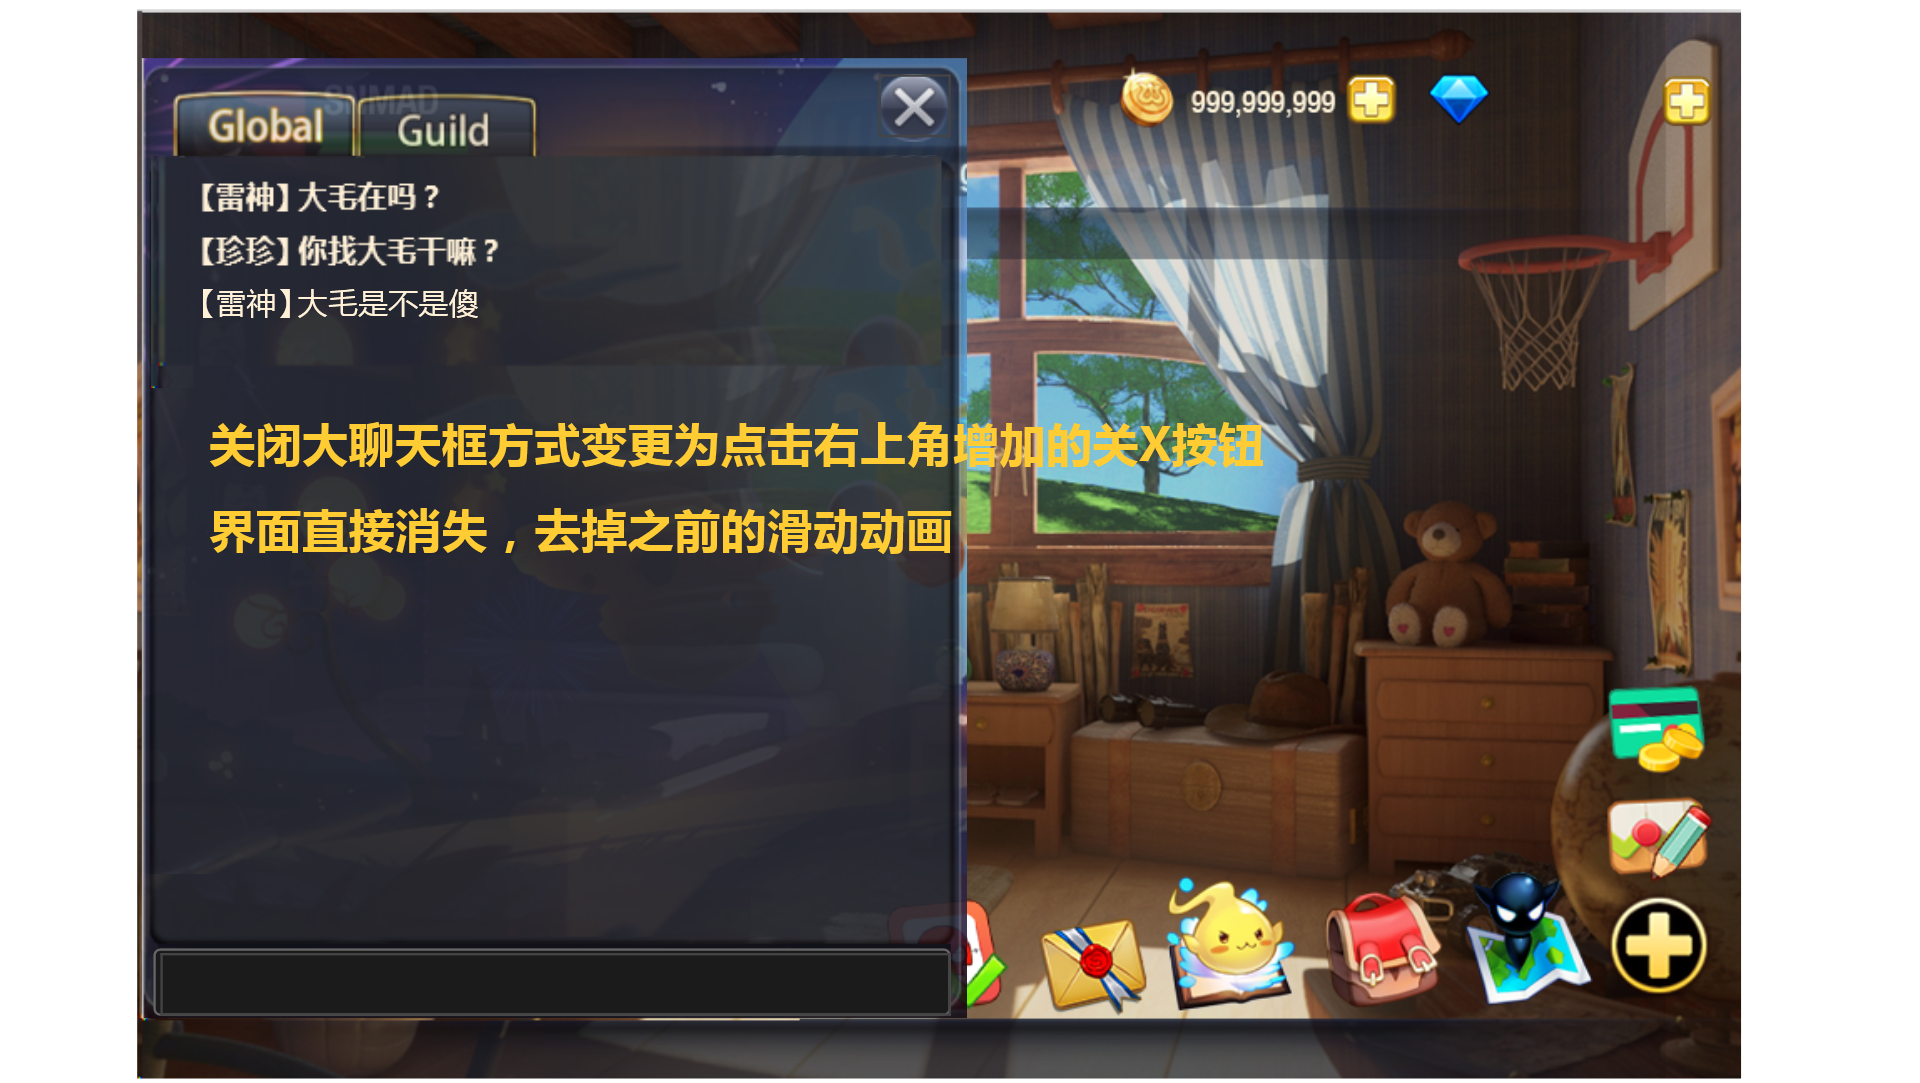 SNMAD
Global
Guild
999,999,999
【雷神】大毛在吗？
【珍珍】你找大毛干嘛？
【雷神】大毛是不是傻
关闭大聊天框方式变更为点击右上角增加的关X按钮
界面直接消失，去掉之前的滑动动画